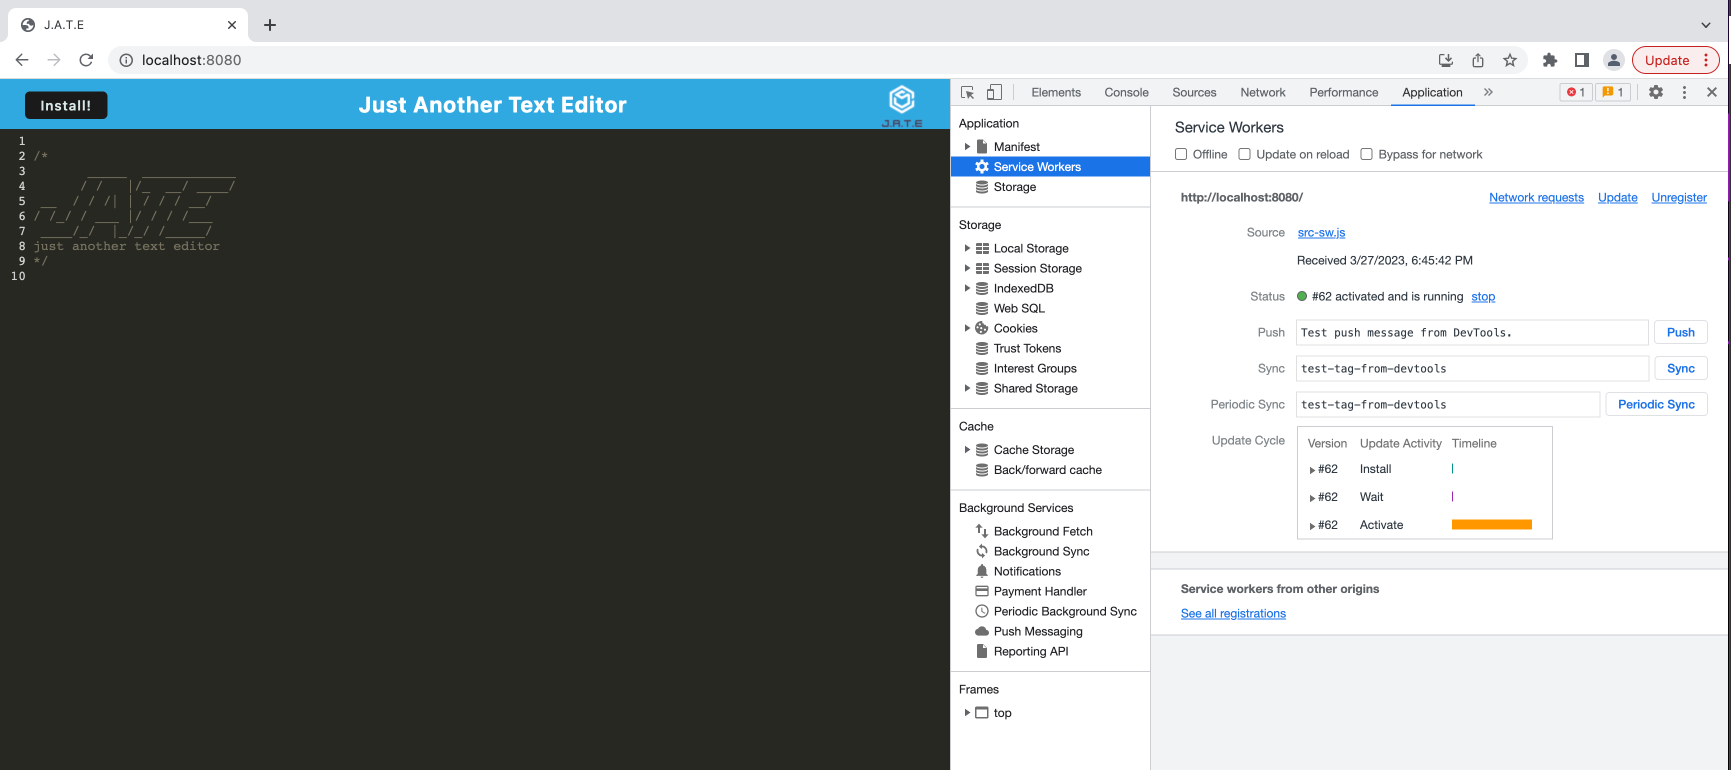 J.A.T.E
localhost:8080
Update
Install!
Just Another Text Editor
J.A.T.E
1
2 /*
3
4
5
6
7
8 just another text editor
9 */
10
Elements Console Sources Network Performance Application » 1 1
Application
Manifest
Service Workers
Storage
Storage
Local Storage
Session Storage
IndexedDB
Web SQL
Cookies
Trust Tokens
Interest Groups
Shared Storage
Cache
Cache Storage
Back/forward cache
Background Services
Background Fetch
Background Sync
Notifications
Payment Handler
Periodic Background Sync
Push Messaging
Reporting API
Frames
top
Service Workers
Offline Update on reload Bypass for network
http://localhost:8080/ Network requests Update Unregister
Source src-sw.js
Received 3/27/2023, 6:45:42 PM
Status #62 activated and is running stop
Push Test push message from DevTools. Push
Sync test-tag-from-devtools Sync
Periodic Sync test-tag-from-devtools Periodic Sync
Update Cycle Version Update Activity Timeline
#62 Install
#62 Wait
#62 Activate
Service workers from other origins
See all registrations